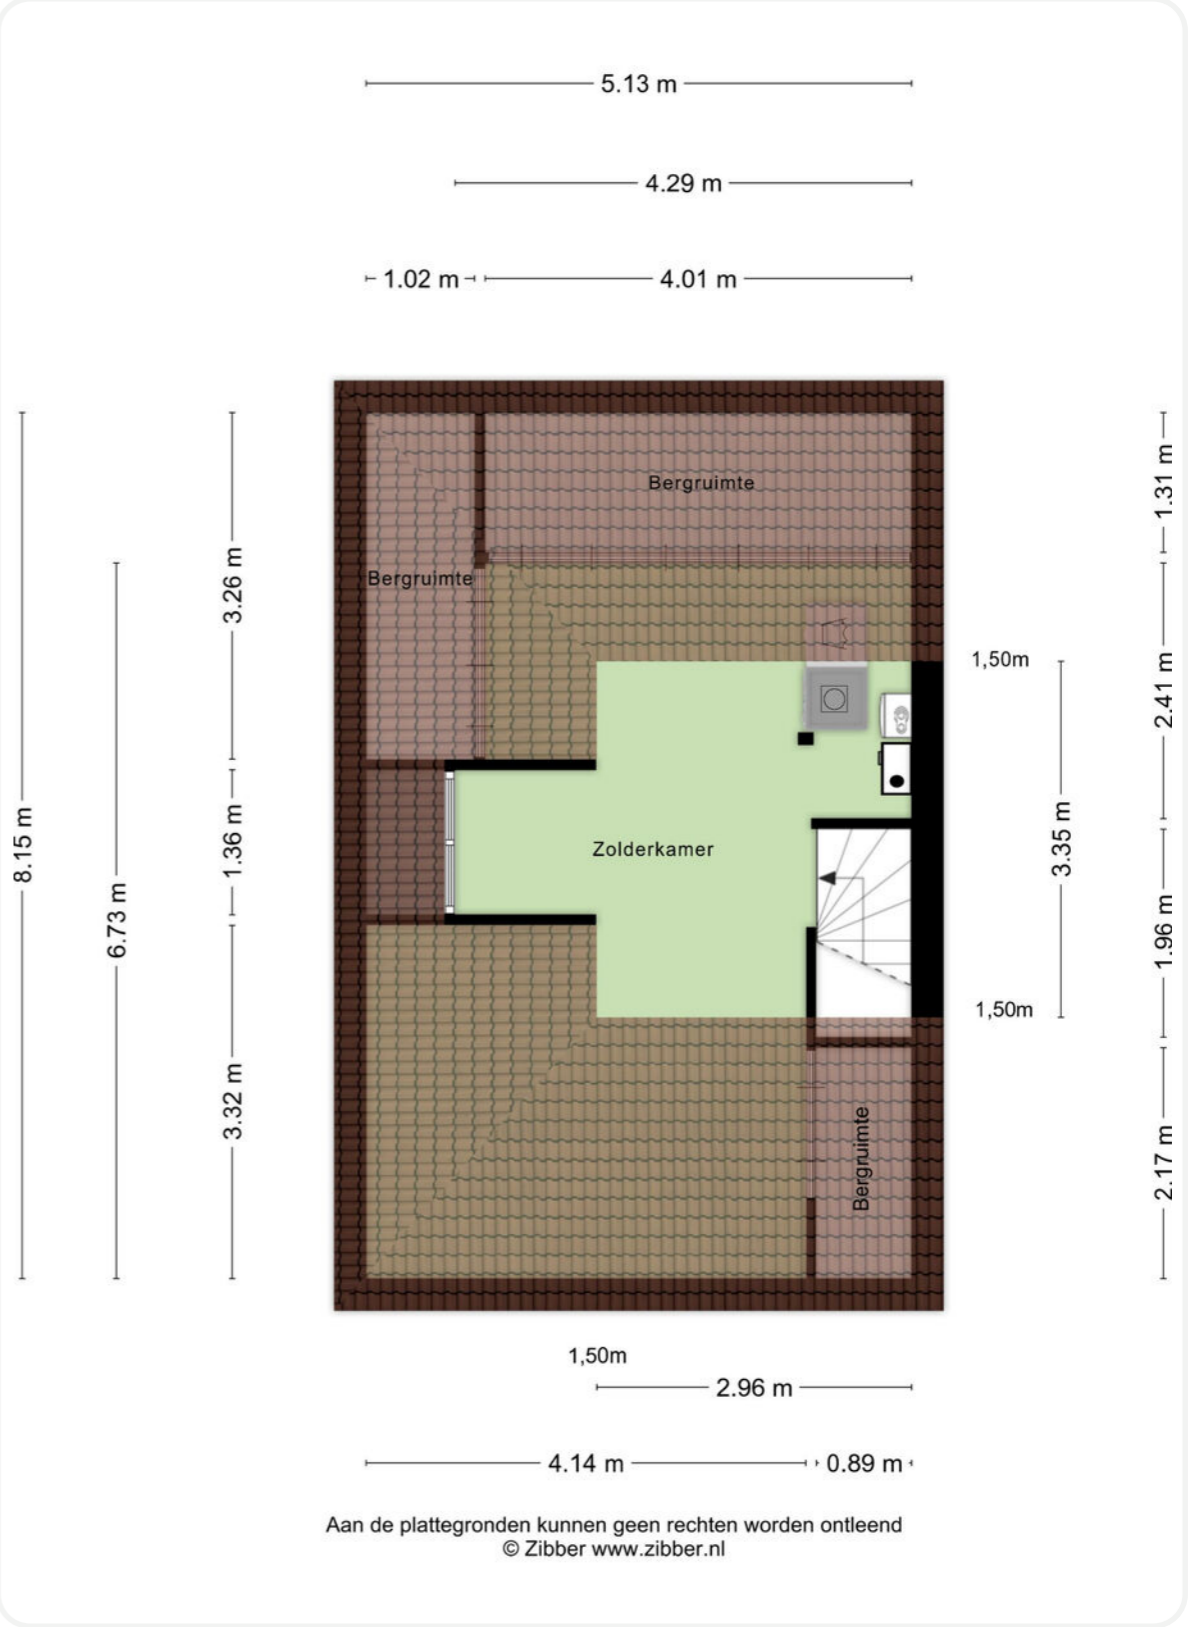 5.13 m
4.29 m
1.02 m
4.01 m
Bergruimte
1.31 m
Bergruimte
3.26 m
1,50m
2.41 m
8.15 m
6.73 m
1.36 m
Zolderkamer
3.35 m
1.96 m
1,50m
3.32 m
Bergruimte
2.17 m
1,50m
2.96 m
4.14 m
0.89 m
Aan de plattegronden kunnen geen rechten worden ontleend
© Zibber www.zibber.nl